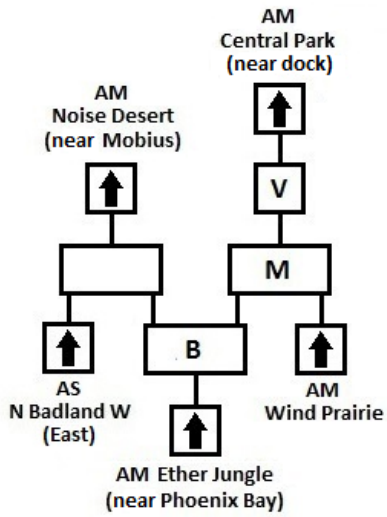 AM
Central Park
(near dock)
AM
Noise Desert
(near Mobius)
V
M
B
AS
N Badland W
(East)
AM
Wind Prairie
AM Ether Jungle
(near Phoenix Bay)